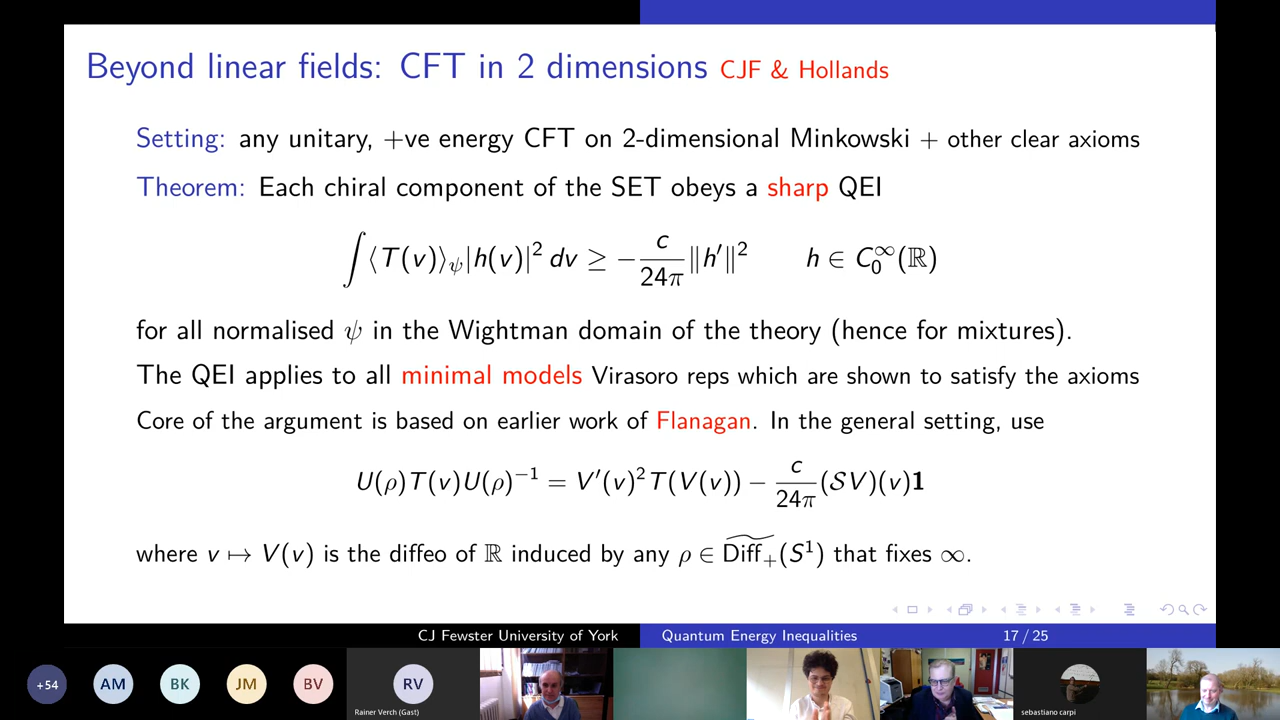 Beyond linear fields: CFT in 2 dimensions CJF & Hollands
Setting: any unitary, +ve energy CFT on 2-dimensional Minkowski + other clear axioms
Theorem: Each chiral component of the SET obeys a sharp QEI
∫⟨T(v)⟩_ψ|h(v)|² dv ≥ −c/24π ‖h′‖²   h ∈ C₀^∞(ℝ)
for all normalised ψ in the Wightman domain of the theory (hence for mixtures).
The QEI applies to all minimal models Virasoro reps which are shown to satisfy the axioms
Core of the argument is based on earlier work of Flanagan. In the general setting, use
U(ρ)T(v)U(ρ)⁻¹ = V′(v)²T(V(v)) − c/24π (𝒮V)(v)𝟏
where v ↦ V(v) is the diffeo of ℝ induced by any ρ ∈ \widetilde{Diff₊}(S¹) that fixes ∞.
CJ Fewster University of York
Quantum Energy Inequalities
17 / 25
+54
AM
BK
JM
BV
RV
Rainer Verch (Gast)
sebastiano carpi